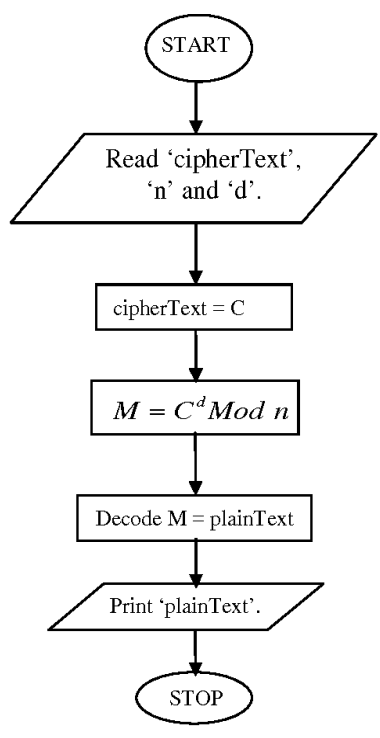 START
Read ‘cipherText’,
‘n’ and ‘d’.
cipherText = C
M = C^d Mod n
Decode M = plainText
Print ‘plainText’.
STOP